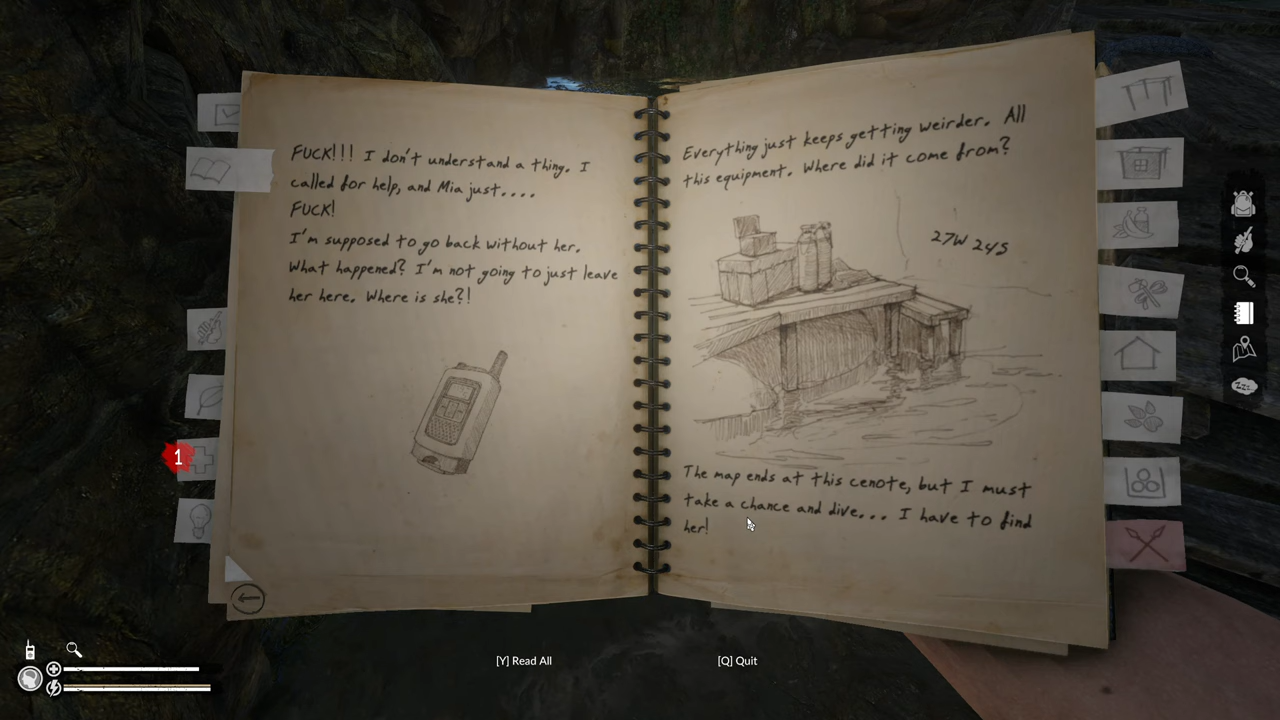 FUCK!!! I don't understand a thing. I
called for help, and Mia just....
FUCK!
I'm supposed to go back without her.
What happened? I'm not going to just leave
her here. Where is she?!
Everything just keeps getting weirder. All
this equipment. Where did it come from?
27W 24S
The map ends at this cenote, but I must
take a chance and dive... I have to find
her!
1
[Y] Read All
[Q] Quit
zzz